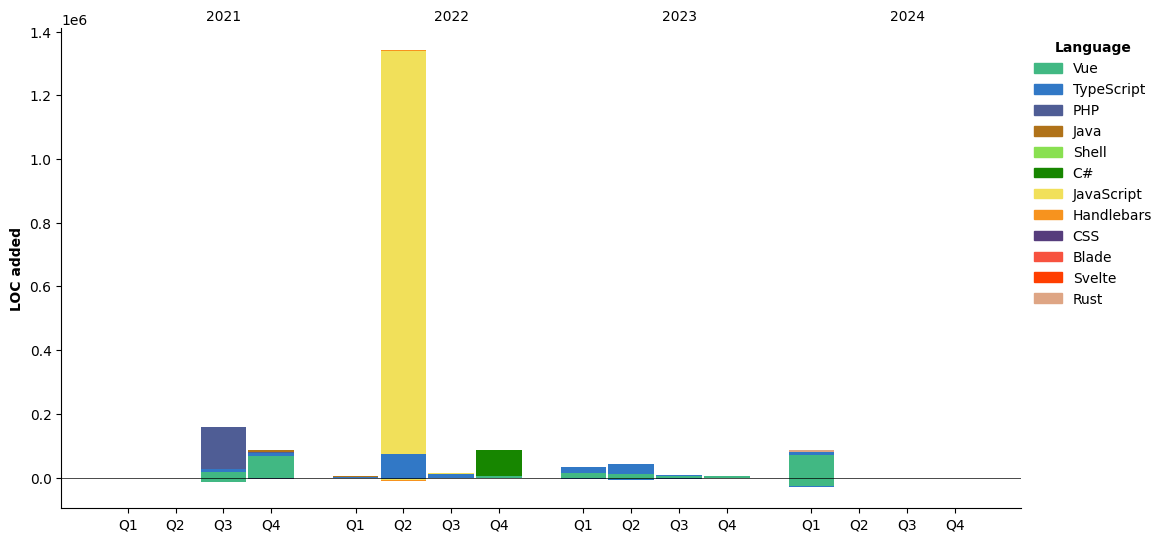 2021 2022 2023 2024
1e6
1.4
1.2
1.0
0.8
0.6
0.4
0.2
0.0
LOC added
Q1 Q2 Q3 Q4 Q1 Q2 Q3 Q4 Q1 Q2 Q3 Q4 Q1 Q2 Q3 Q4
Language
Vue
TypeScript
PHP
Java
Shell
C#
JavaScript
Handlebars
CSS
Blade
Svelte
Rust